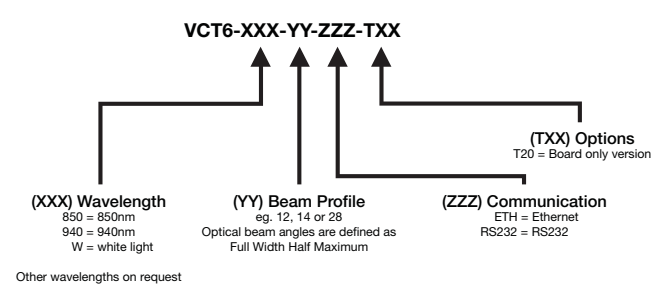 VCT6-XXX-YY-ZZZ-TXX
(TXX) Options
T20 = Board only version
(XXX) Wavelength
850 = 850nm
940 = 940nm
W = white light
(YY) Beam Profile
eg. 12, 14 or 28
Optical beam angles are defined as
Full Width Half Maximum
(ZZZ) Communication
ETH = Ethernet
RS232 = RS232
Other wavelengths on request